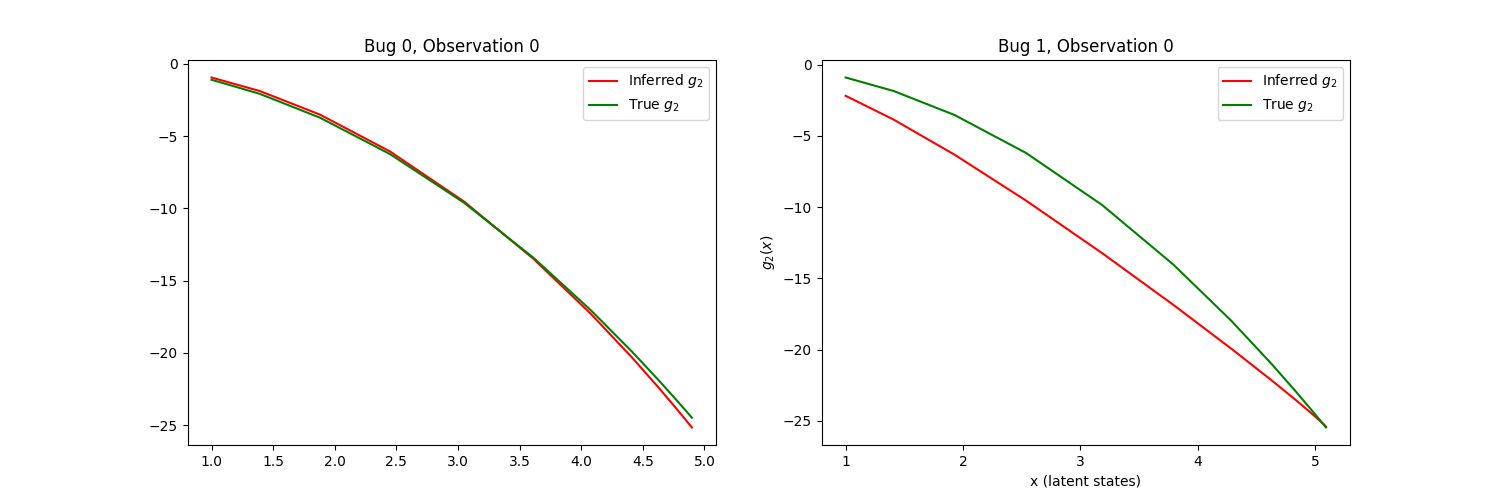 Bug 0, Observation 0
0
−5
−10
−15
−20
−25
1.0 1.5 2.0 2.5 3.0 3.5 4.0 4.5 5.0
Inferred g₂
True g₂
Bug 1, Observation 0
g₂(x)
0
−5
−10
−15
−20
−25
1 2 3 4 5
x (latent states)
Inferred g₂
True g₂